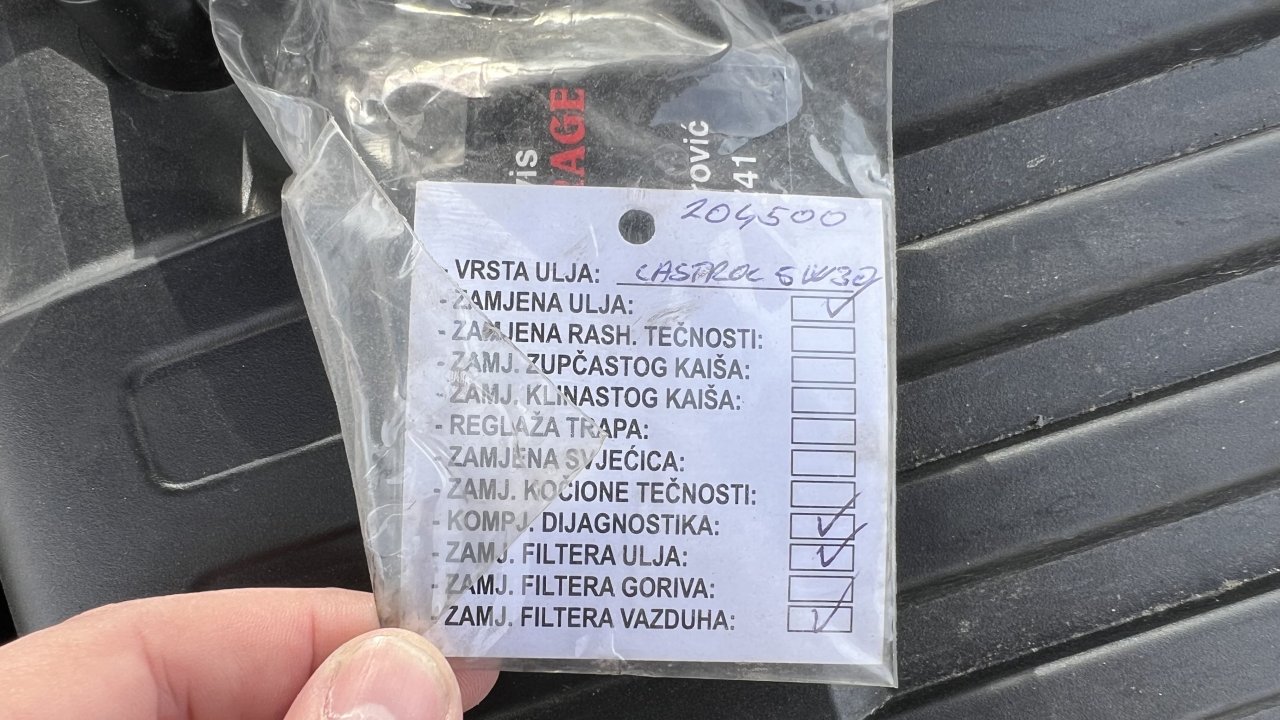 204500
- VRSTA ULJA: CASTROL 5W30
- ZAMJENA ULJA:
- ZAMJENA RASH. TEČNOSTI:
- ZAMJ. ZUPČASTOG KAIŠA:
- ZAMJ. KLINASTOG KAIŠA:
- REGLAŽA TRAPA:
- ZAMJENA SVJEĆICA:
- ZAMJ. KOČIONE TEČNOSTI:
- KOMPJ. DIJAGNOSTIKA:
- ZAMJ. FILTERA ULJA:
- ZAMJ. FILTERA GORIVA:
- ZAMJ. FILTERA VAZDUHA: